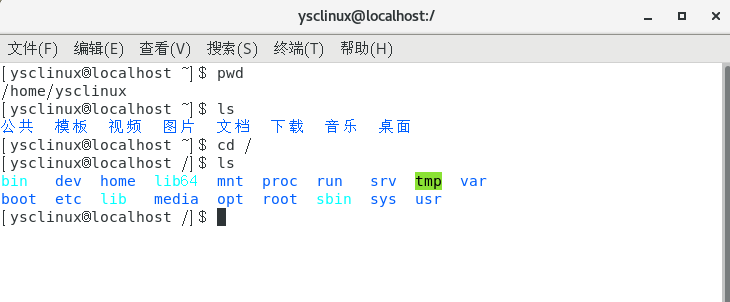 ysclinux@localhost:/
文件(F) 编辑(E) 查看(V) 搜索(S) 终端(T) 帮助(H)
[ysclinux@localhost ~]$ pwd
/home/ysclinux
[ysclinux@localhost ~]$ ls
公共 模板 视频 图片 文档 下载 音乐 桌面
[ysclinux@localhost ~]$ cd /
[ysclinux@localhost /]$ ls
bin dev home lib64 mnt proc run srv tmp var
boot etc lib media opt root sbin sys usr
[ysclinux@localhost /]$